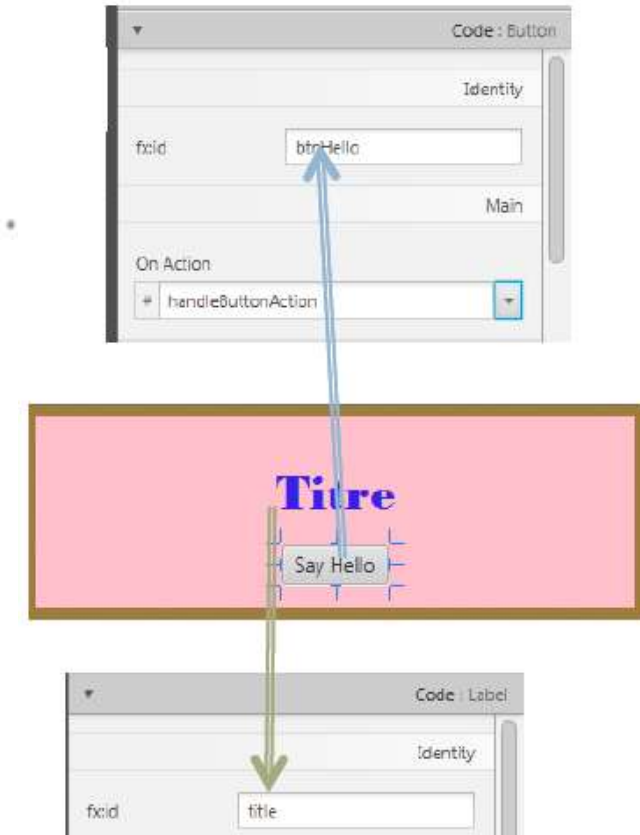 Code : Button
Identity
fx:id
btnHello
Main
On Action
# handleButtonAction
Titre
Say Hello
Code : Label
Identity
fx:id
title